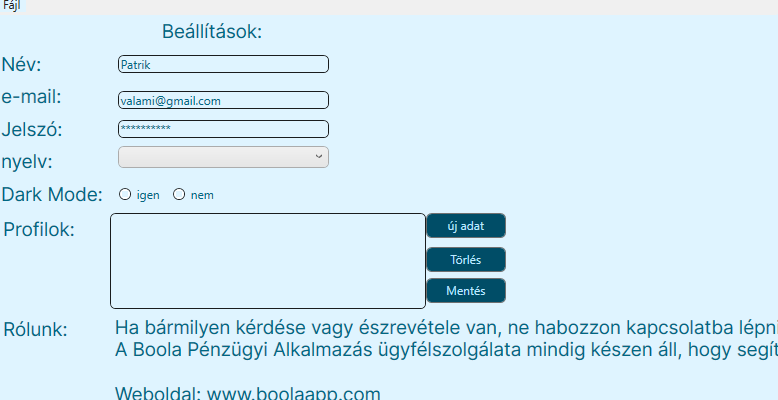 Fájl
Beállítások:
Név: Patrik
e-mail: valami@gmail.com
Jelszó: **********
nyelv:
Dark Mode: igen nem
Profilok: új adat
Törlés
Mentés
Rólunk: Ha bármilyen kérdése vagy észrevétele van, ne habozzon kapcsolatba lépni
A Boola Pénzügyi Alkalmazás ügyfélszolgálata mindig készen áll, hogy segít
Weboldal: www.boolaapp.com